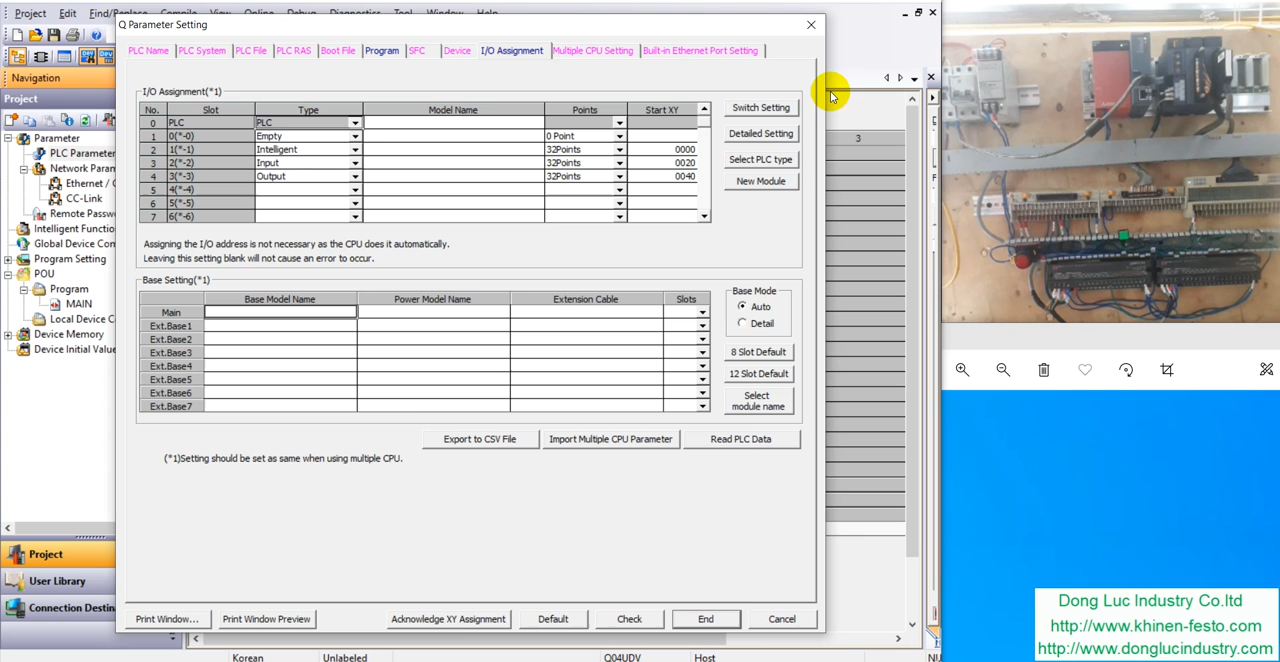 Project Edit Find/Replace Compile View Online Debug Diagnostics Tool Window Help
Q Parameter Setting
PLC Name PLC System PLC File PLC RAS Boot File Program SFC Device I/O Assignment Multiple CPU Setting Built-in Ethernet Port Setting
Navigation
Project
Parameter
PLC Parameter
Network Param
Ethernet / C
CC-Link
Remote Passw
Intelligent Functio
Global Device Com
Program Setting
POU
Program
MAIN
Local Device C
Device Memory
Device Initial Value
Project
User Library
Connection Destin
I/O Assignment(*1)
No. Slot Type Model Name Points Start XY
0 PLC PLC
1 0(*-0) Empty 0 Point
2 1(*-1) Intelligent 32Points 0000
3 2(*-2) Input 32Points 0020
4 3(*-3) Output 32Points 0040
5 4(*-4)
6 5(*-5)
7 6(*-6)
Switch Setting
Detailed Setting
Select PLC type
New Module
3
Assigning the I/O address is not necessary as the CPU does it automatically.
Leaving this setting blank will not cause an error to occur.
Base Setting(*1)
Base Model Name Power Model Name Extension Cable Slots
Main
Ext.Base1
Ext.Base2
Ext.Base3
Ext.Base4
Ext.Base5
Ext.Base6
Ext.Base7
Base Mode
Auto
Detail
8 Slot Default
12 Slot Default
Select
module name
Export to CSV File Import Multiple CPU Parameter Read PLC Data
(*1)Setting should be set as same when using multiple CPU.
Print Window... Print Window Preview Acknowledge XY Assignment Default Check End Cancel
Korean Unlabeled Q04UDV Host NU
Dong Luc Industry Co.ltd
http://www.khinen-festo.com
http://www.donglucindustry.com